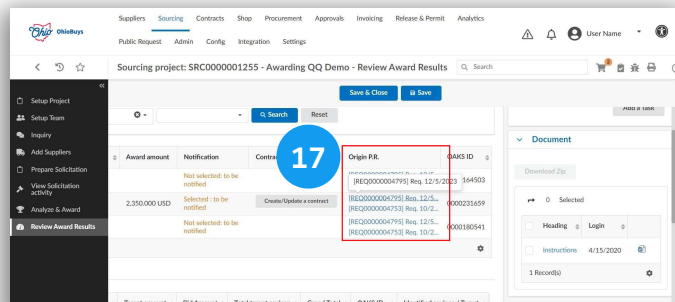 Suppliers Sourcing Contracts Shop Procurement Approvals Invoicing Release & Permit Analytics
Ohio OhioBuys
User Name
Public Request Admin Config Integration Settings
Sourcing project: SRC0000001255 - Awarding QQ Demo - Review Award Results
Search
Save & Close Save
Setup Project
Setup Team
Inquiry
Add Suppliers
Prepare Solicitation
View Solicitation activity
Analyze & Award
Review Award Results
Search Reset
17
Award amount Notification Origin P.R. OAKS ID
Not selected: to be notified
[REQ0000004795] Req. 12/5/2023
164503
2,350.000 USD Selected : to be notified Create/Update a contract [REQ0000004795] Req. 12/5... 0000231659
[REQ0000004753] Req. 10/2...
Not selected: to be notified [REQ0000004795] Req. 12/5... 0000180541
[REQ0000004753] Req. 10/2...
Add a Task
Document
Download Zip
0 Selected
Heading Login
Instructions 4/15/2020
1 Record(s)